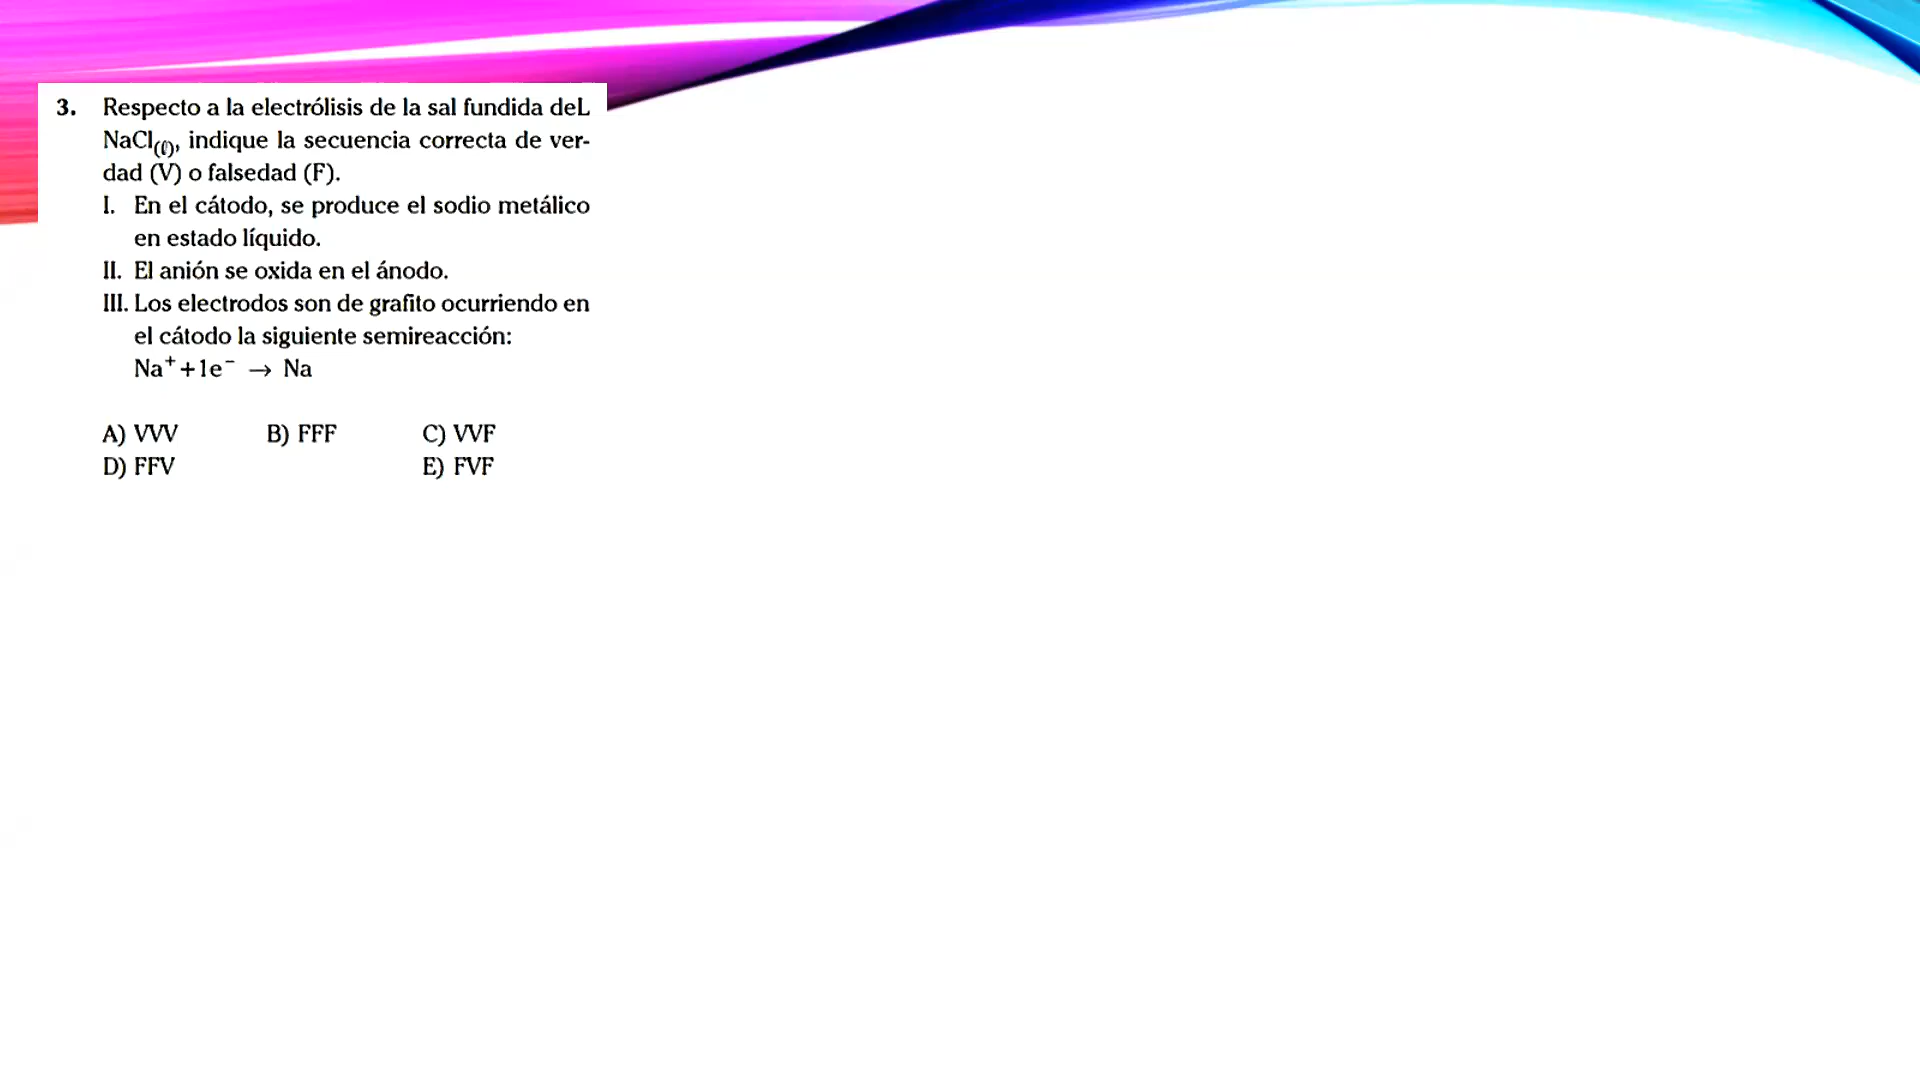 3. Respecto a la electrólisis de la sal fundida deL
NaCl(ℓ), indique la secuencia correcta de ver-
dad (V) o falsedad (F).
I. En el cátodo, se produce el sodio metálico
en estado líquido.
II. El anión se oxida en el ánodo.
III. Los electrodos son de grafito ocurriendo en
el cátodo la siguiente semireacción:
Na⁺+1e⁻ → Na
A) VVV B) FFF C) VVF
D) FFV E) FVF